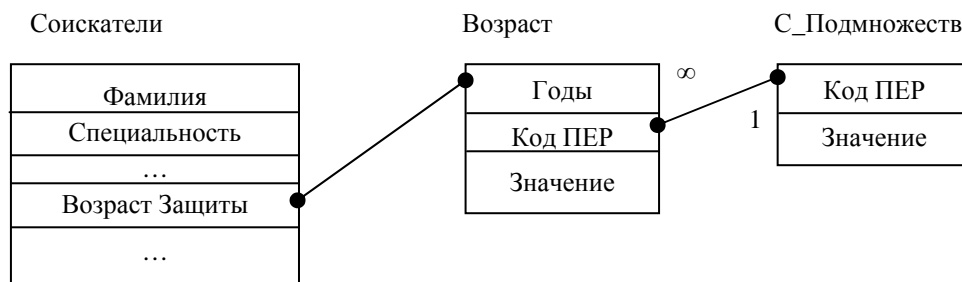 Соискатели
Возраст
С_Подмножеств
Фамилия
Специальность
…
Возраст Защиты
…
Годы
Код ПЕР
Значение
∞
1
Код ПЕР
Значение